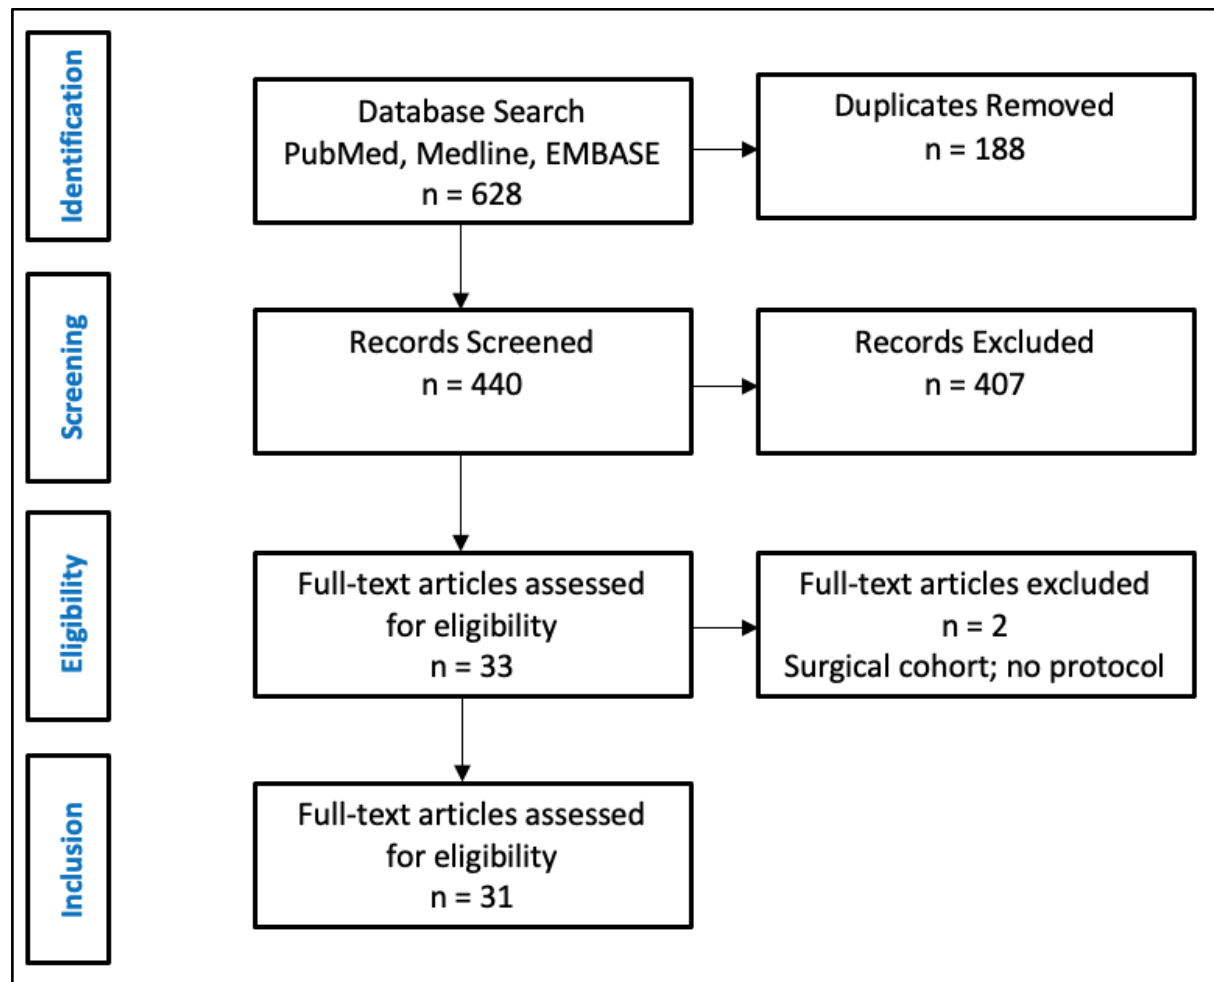 Identification
Database Search
PubMed, Medline, EMBASE
n = 628
Duplicates Removed
n = 188
Screening
Records Screened
n = 440
Records Excluded
n = 407
Eligibility
Full-text articles assessed
for eligibility
n = 33
Full-text articles excluded
n = 2
Surgical cohort; no protocol
Inclusion
Full-text articles assessed
for eligibility
n = 31